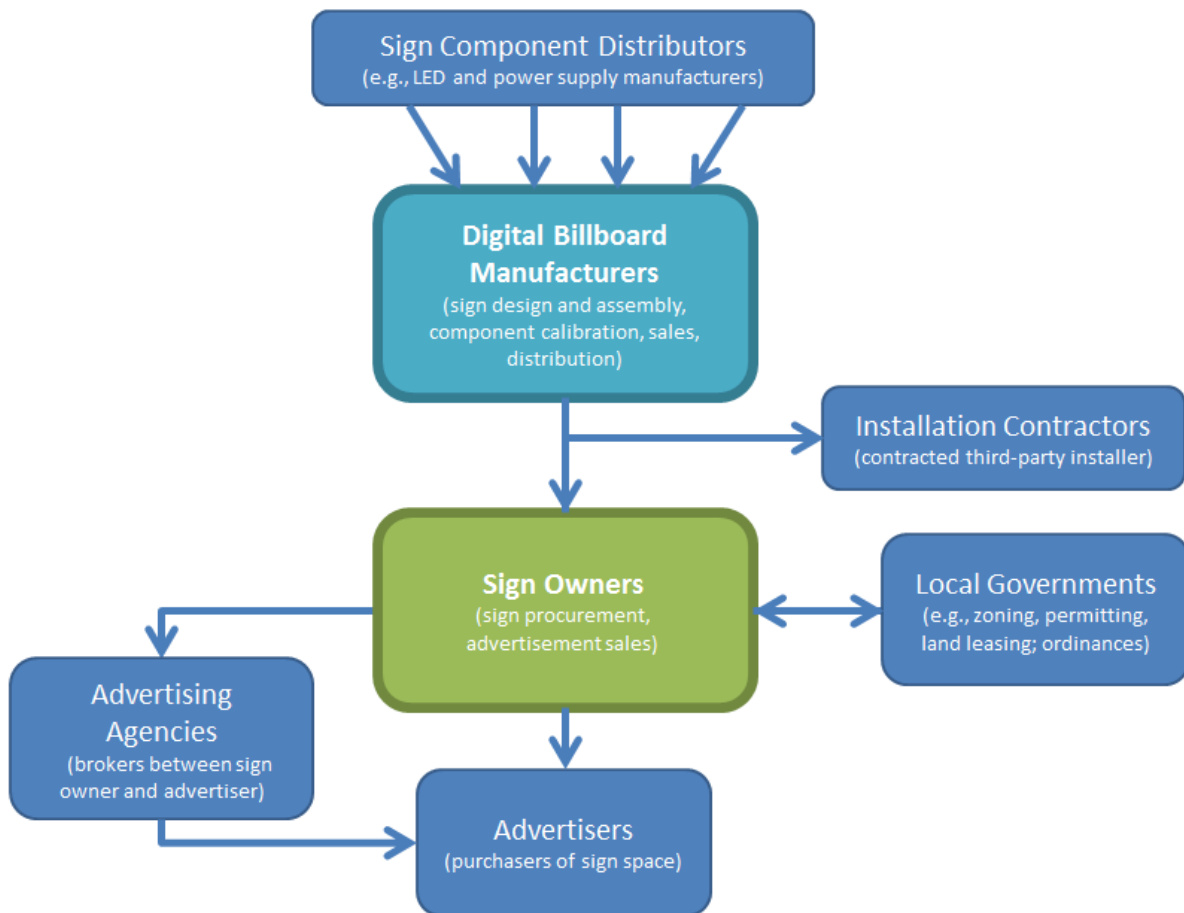 Sign Component Distributors
(e.g., LED and power supply manufacturers)
Digital Billboard
Manufacturers
(sign design and assembly,
component calibration, sales,
distribution)
Installation Contractors
(contracted third-party installer)
Sign Owners
(sign procurement,
advertisement sales)
Local Governments
(e.g., zoning, permitting,
land leasing; ordinances)
Advertising
Agencies
(brokers between sign
owner and advertiser)
Advertisers
(purchasers of sign space)